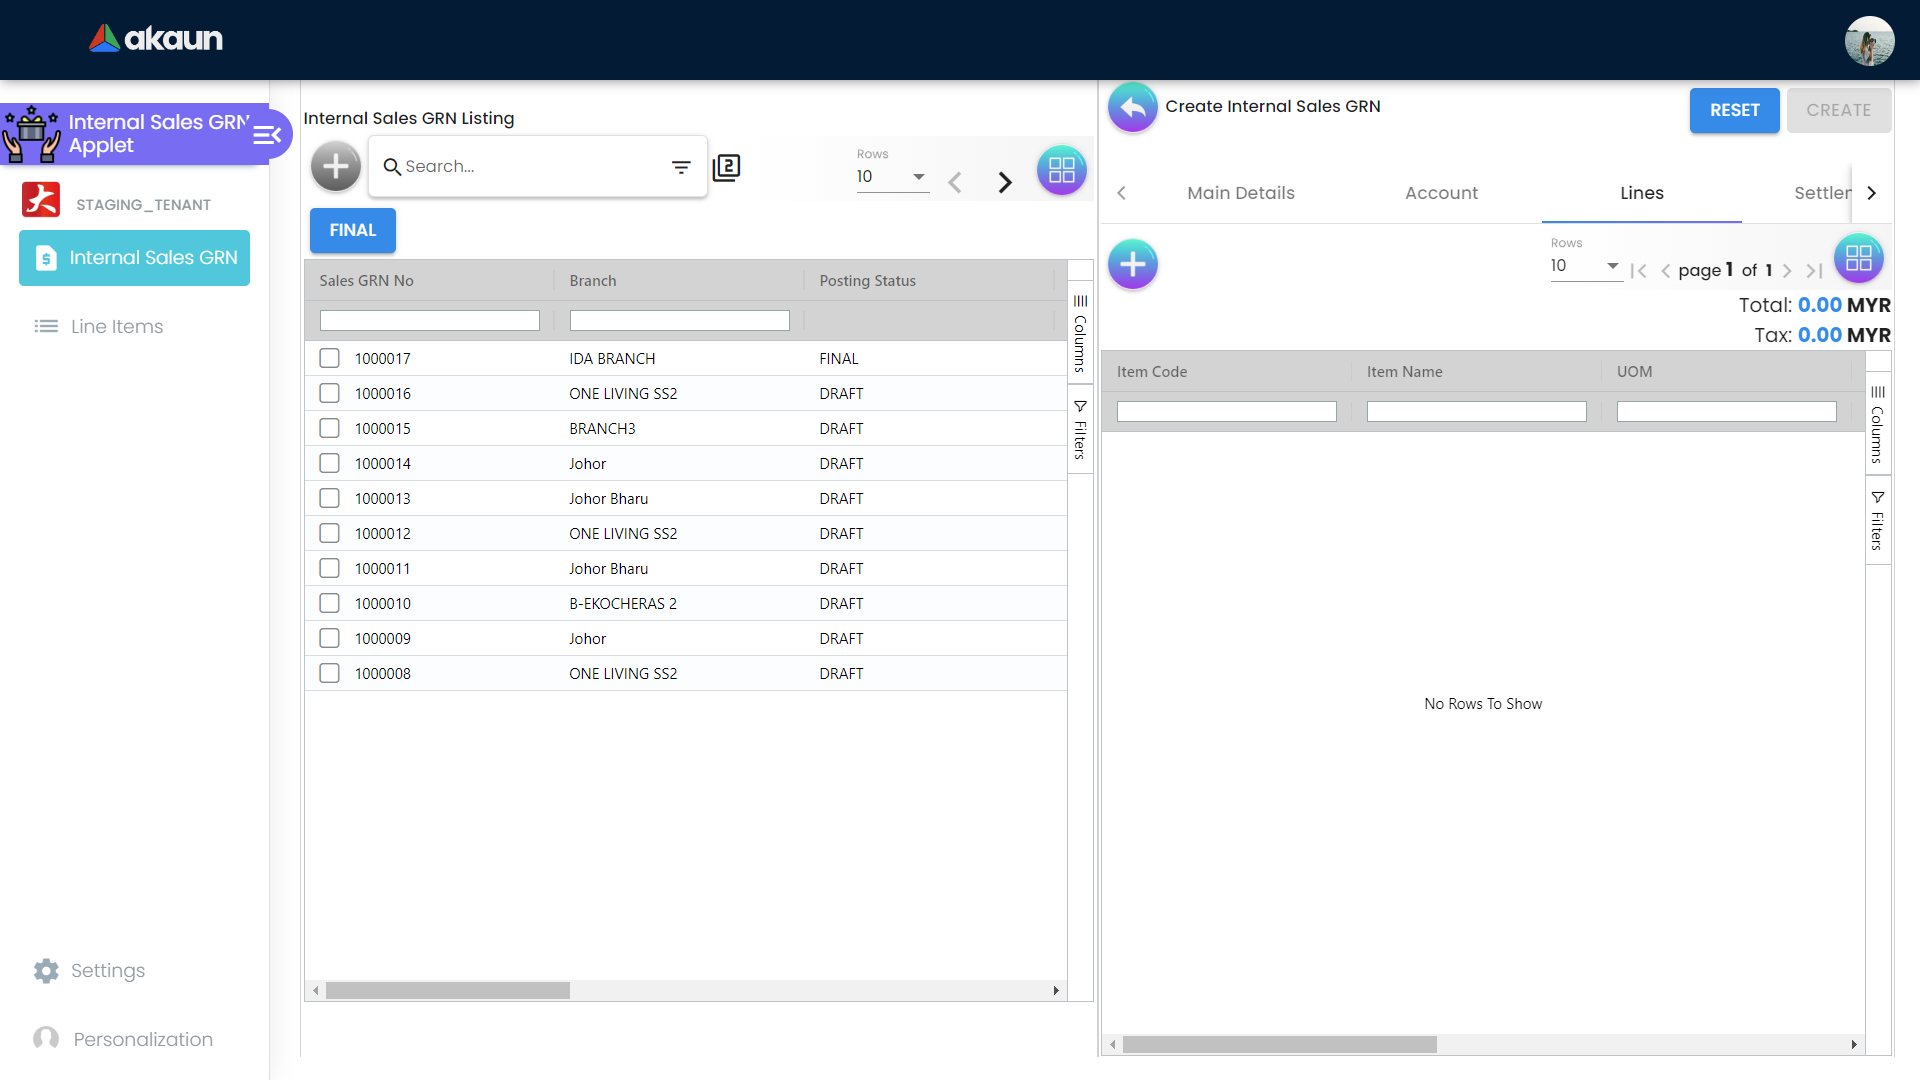 akaun
Internal Sales GRN
Applet
STAGING_TENANT
Internal Sales GRN
Line Items
Settings
Personalization
Internal Sales GRN Listing
Search...
2
Rows
10
FINAL
Sales GRN No Branch Posting Status
1000017 IDA BRANCH FINAL
1000016 ONE LIVING SS2 DRAFT
1000015 BRANCH3 DRAFT
1000014 Johor DRAFT
1000013 Johor Bharu DRAFT
1000012 ONE LIVING SS2 DRAFT
1000011 Johor Bharu DRAFT
1000010 B-EKOCHERAS 2 DRAFT
1000009 Johor DRAFT
1000008 ONE LIVING SS2 DRAFT
Columns
Filters
Create Internal Sales GRN
RESET
CREATE
Main Details Account Lines Settler
Rows
10
page 1 of 1
Total: 0.00 MYR
Tax: 0.00 MYR
Item Code Item Name UOM
No Rows To Show
Columns
Filters